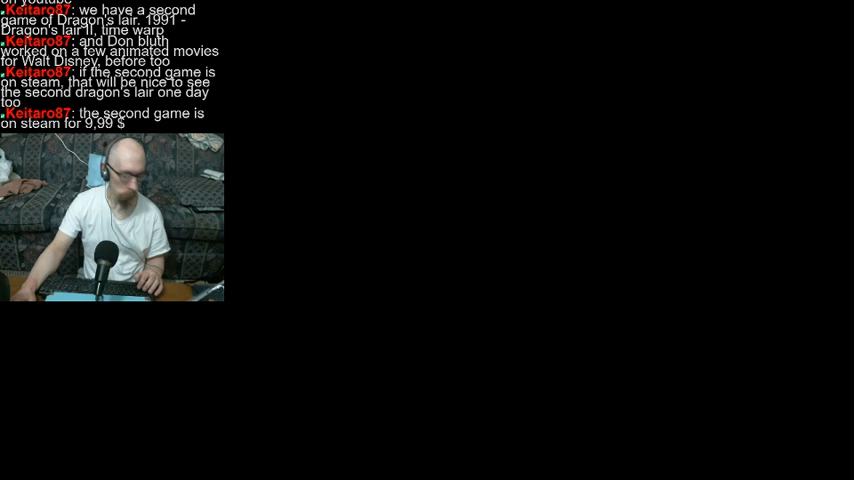 on youtube
Keitaro87: we have a second
game of Dragon's lair. 1991 -
Dragon's lair II, time warp
Keitaro87: and Don bluth
worked on a few animated movies
for Walt Disney, before too
Keitaro87: if the second game is
on steam, that will be nice to see
the second dragon's lair one day
too
Keitaro87: the second game is
on steam for 9,99 $